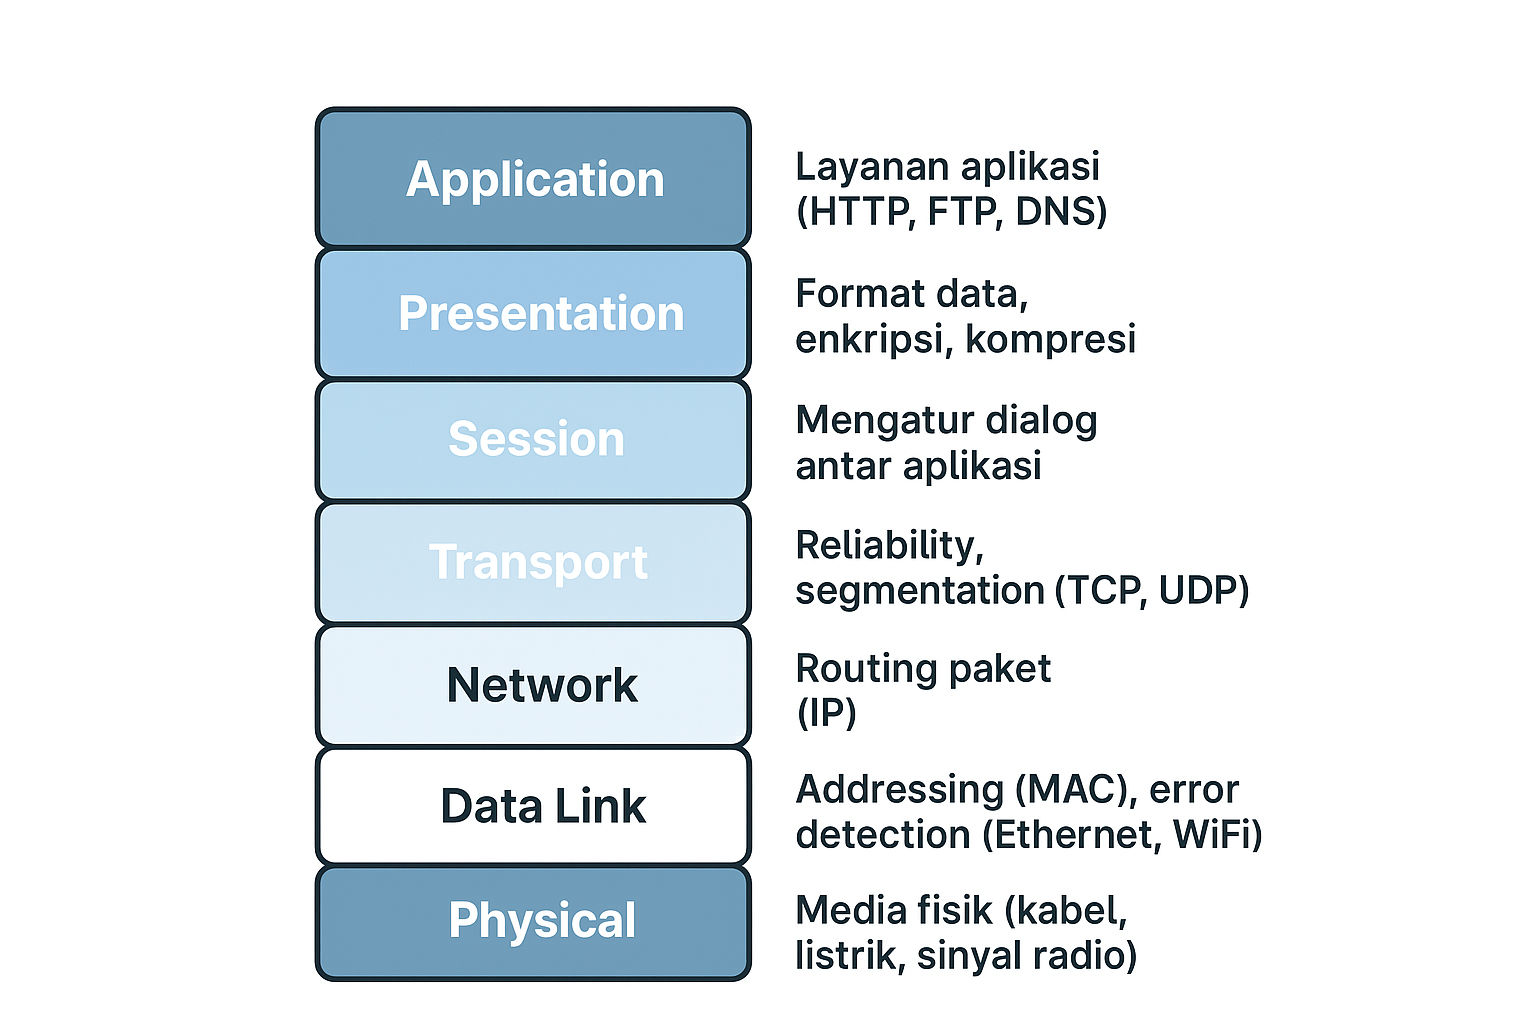 Application
Layanan aplikasi
(HTTP, FTP, DNS)
Presentation
Format data,
enkripsi, kompresi
Session
Mengatur dialog
antar aplikasi
Transport
Reliability,
segmentation (TCP, UDP)
Network
Routing paket
(IP)
Data Link
Addressing (MAC), error
detection (Ethernet, WiFi)
Physical
Media fisik (kabel,
listrik, sinyal radio)